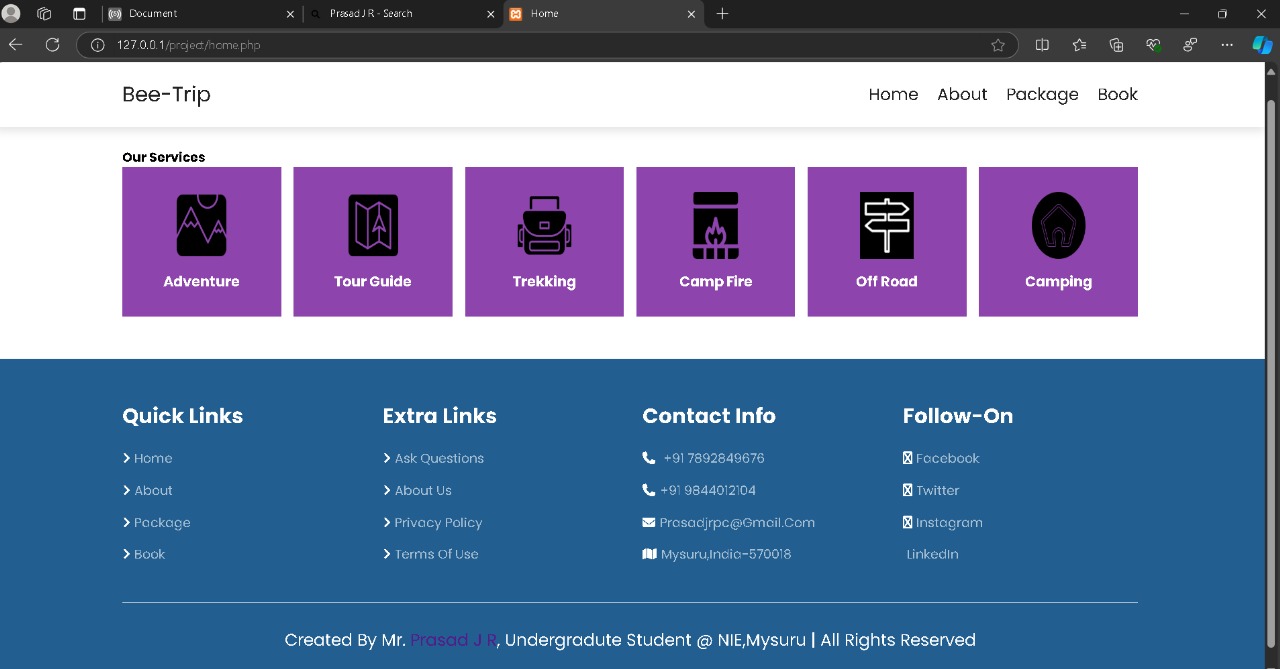 Document
Prasad J R - Search
Home
127.0.0.1/project/home.php
Bee-Trip
Home About Package Book
Our Services
Adventure Tour Guide Trekking Camp Fire Off Road Camping
Quick Links Extra Links Contact Info Follow-On
Home Ask Questions +91 7892849676 Facebook
About About Us +91 9844012104 Twitter
Package Privacy Policy Prasadjrpc@Gmail.Com Instagram
Book Terms Of Use Mysuru,India-570018 LinkedIn
Created By Mr. Prasad J R, Undergradute Student @ NIE,Mysuru | All Rights Reserved